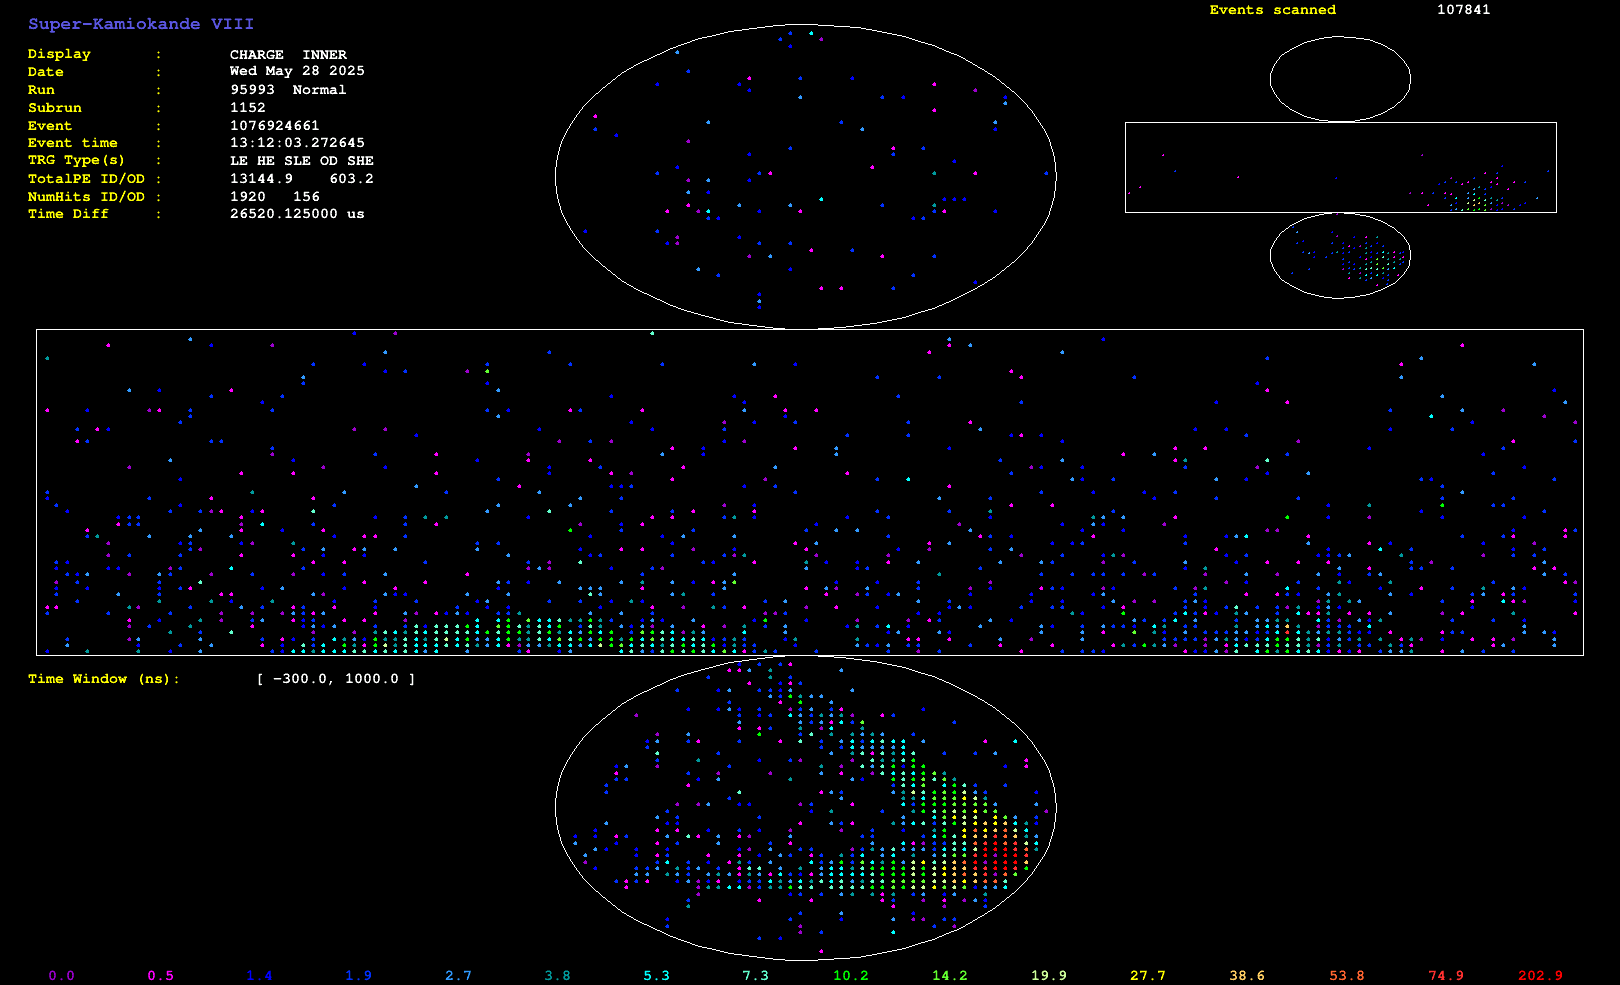 Super-Kamiokande VIII
Events scanned 107841
Display : CHARGE INNER
Date : Wed May 28 2025
Run : 95993 Normal
Subrun : 1152
Event : 1076924661
Event time : 13:12:03.272645
TRG Type(s) : LE HE SLE OD SHE
TotalPE ID/OD : 13144.9 603.2
NumHits ID/OD : 1920 156
Time Diff : 26520.125000 us
Time Window (ns): [ -300.0, 1000.0 ]
0.0 0.5 1.4 1.9 2.7 3.8 5.3 7.3 10.2 14.2 19.9 27.7 38.6 53.8 74.9 202.9